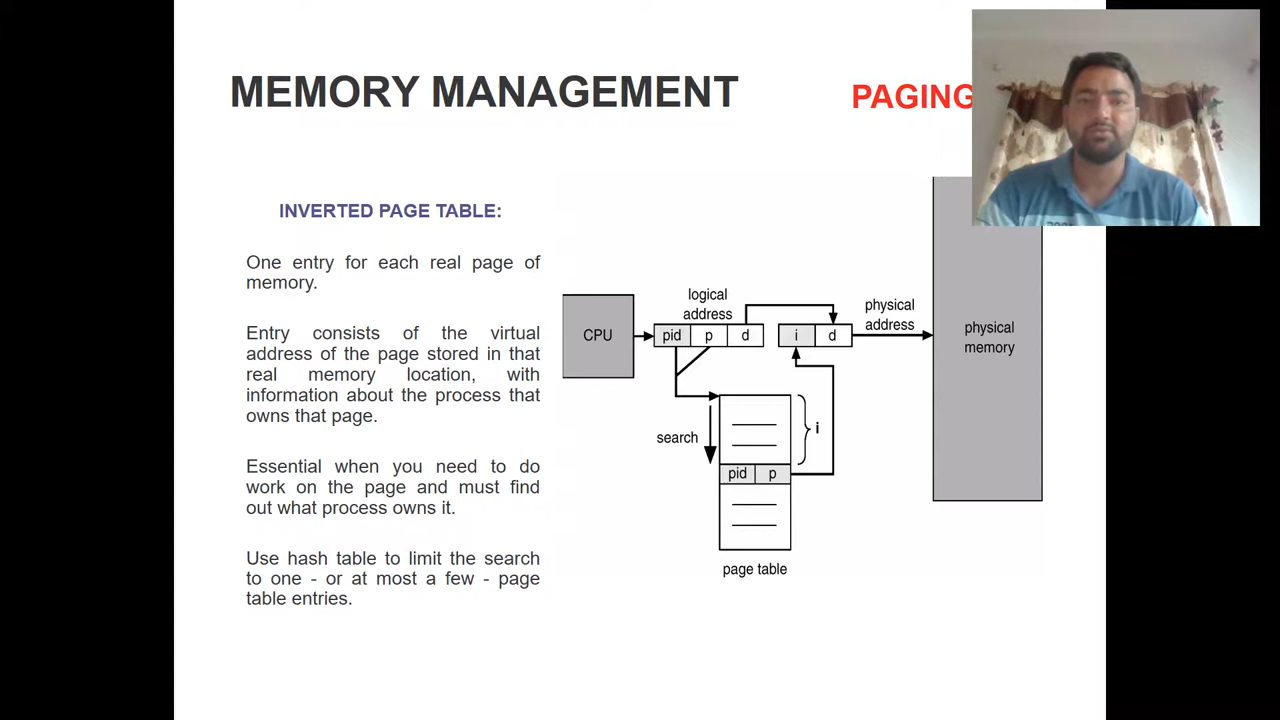 MEMORY MANAGEMENT
PAGING
INVERTED PAGE TABLE:
One entry for each real page of
memory.
Entry consists of the virtual
address of the page stored in that
real memory location, with
information about the process that
owns that page.
Essential when you need to do
work on the page and must find
out what process owns it.
Use hash table to limit the search
to one - or at most a few - page
table entries.
logical
address
physical
address
CPU
pid p d
i d
physical
memory
search
i
pid p
page table